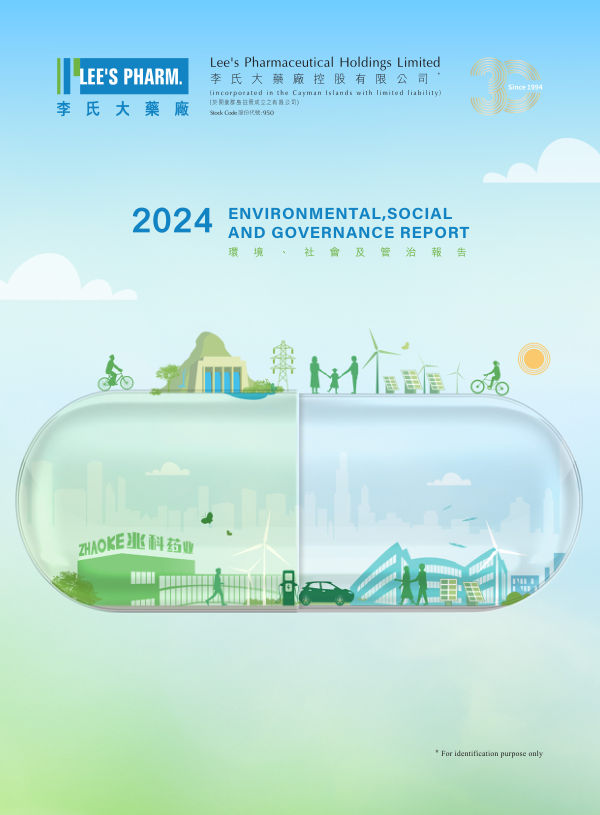 LEE'S PHARM.
李氏大藥廠
Lee's Pharmaceutical Holdings Limited
李氏大藥廠控股有限公司*
(incorporated in the Cayman Islands with limited liability)
(於開曼群島註冊成立之有限公司)
Stock Code 股份代號: 950
30
Since 1994
2024
ENVIRONMENTAL,SOCIAL
AND GOVERNANCE REPORT
環境、社會及管治報告
ZHAOKE 兆科药业
* For identification purpose only